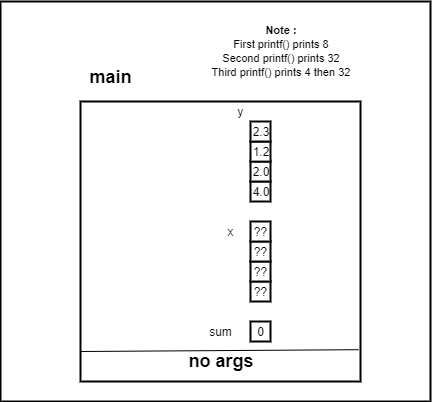 Note :
First printf() prints 8
Second printf() prints 32
Third printf() prints 4 then 32
main
y
2.3
1.2
2.0
4.0
x ??
??
??
??
sum 0
no args